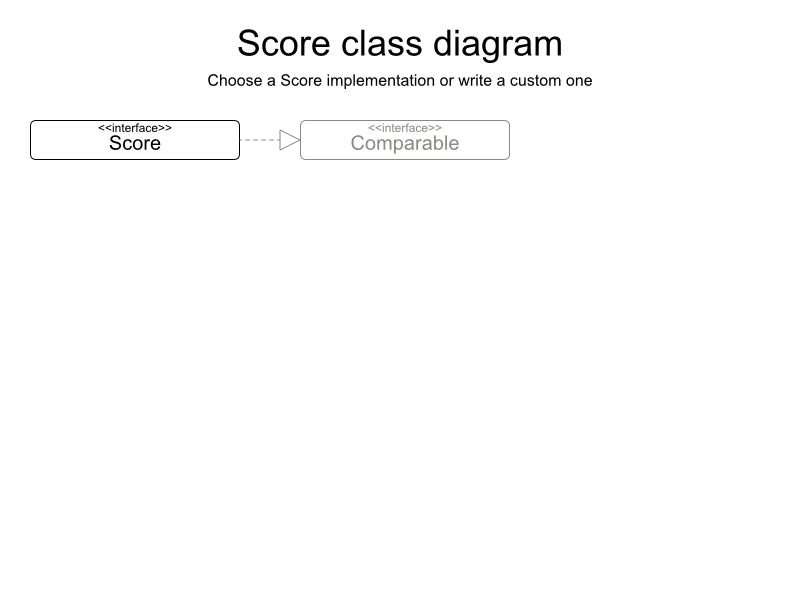 Score class diagram
Choose a Score implementation or write a custom one
<<interface>>
Score
<<interface>>
Comparable